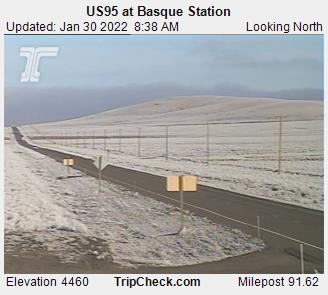 US95 at Basque Station
Updated: Jan 30 2022 8:38 AM Looking North
Elevation 4460 TripCheck.com Milepost 91.62